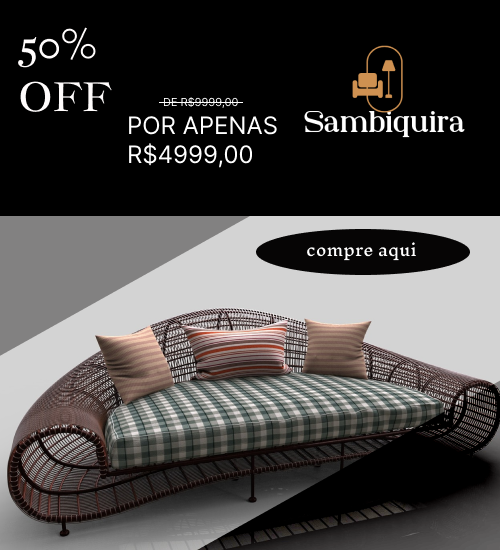 50%
OFF
DE R$9999,00
POR APENAS
R$4999,00
Sambiquira
compre aqui